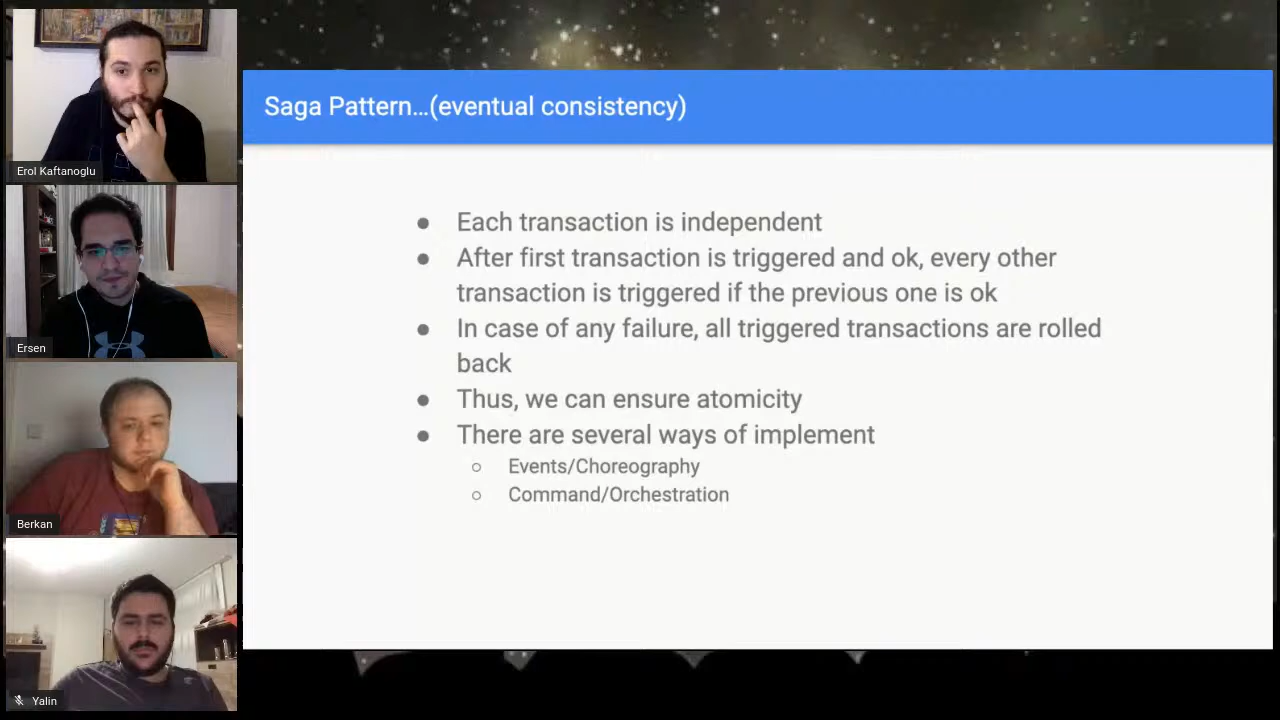 Saga Pattern...(eventual consistency)
Each transaction is independent
After first transaction is triggered and ok, every other
transaction is triggered if the previous one is ok
In case of any failure, all triggered transactions are rolled
back
Thus, we can ensure atomicity
There are several ways of implement
Events/Choreography
Command/Orchestration
Erol Kaftanoglu
Ersen
Berkan
Yalin